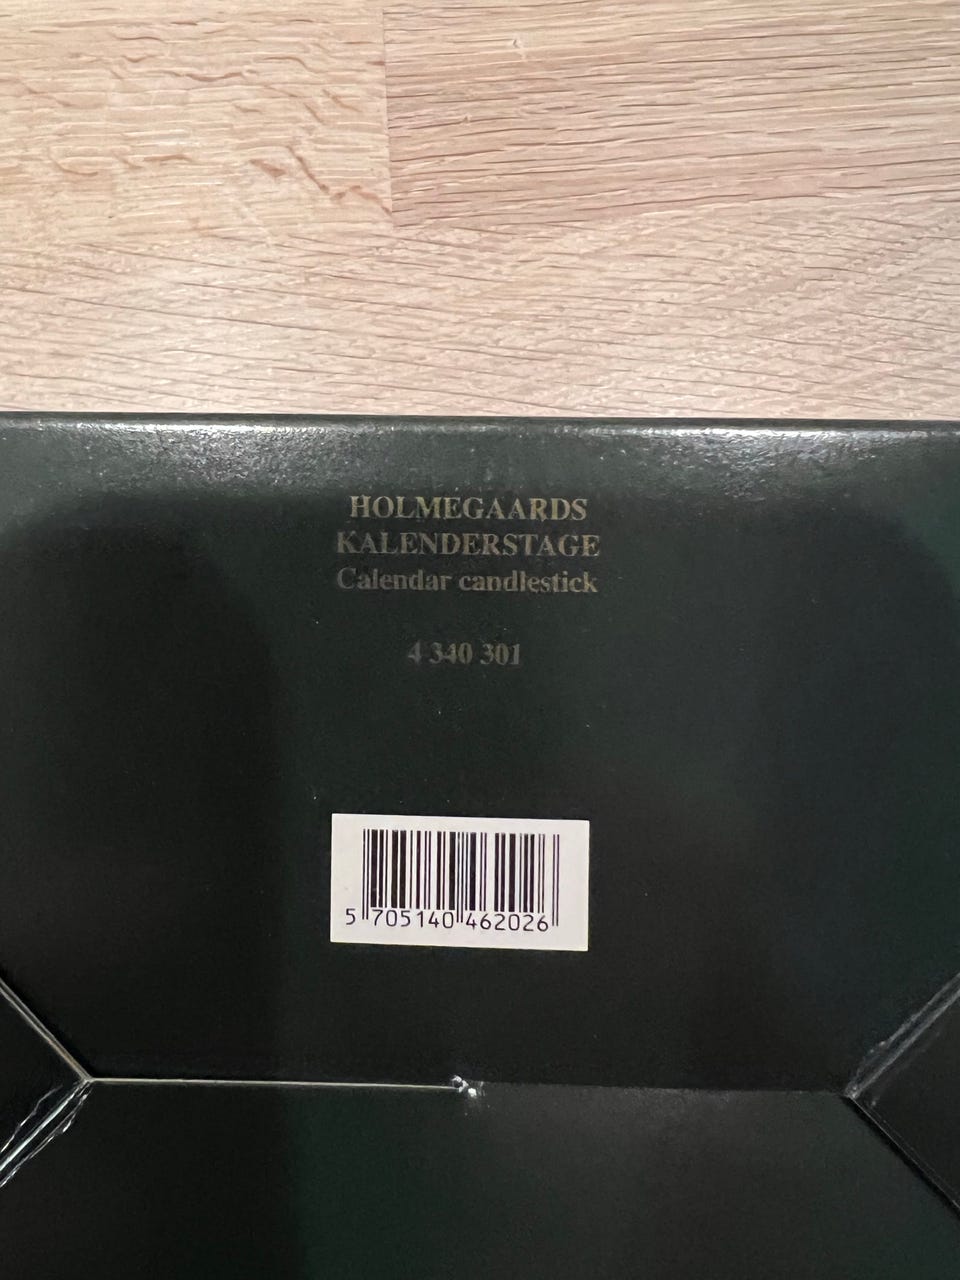 HOLMEGAARDS
KALENDERSTAGE
Calendar candlestick
4 340 301
5 705140 462026